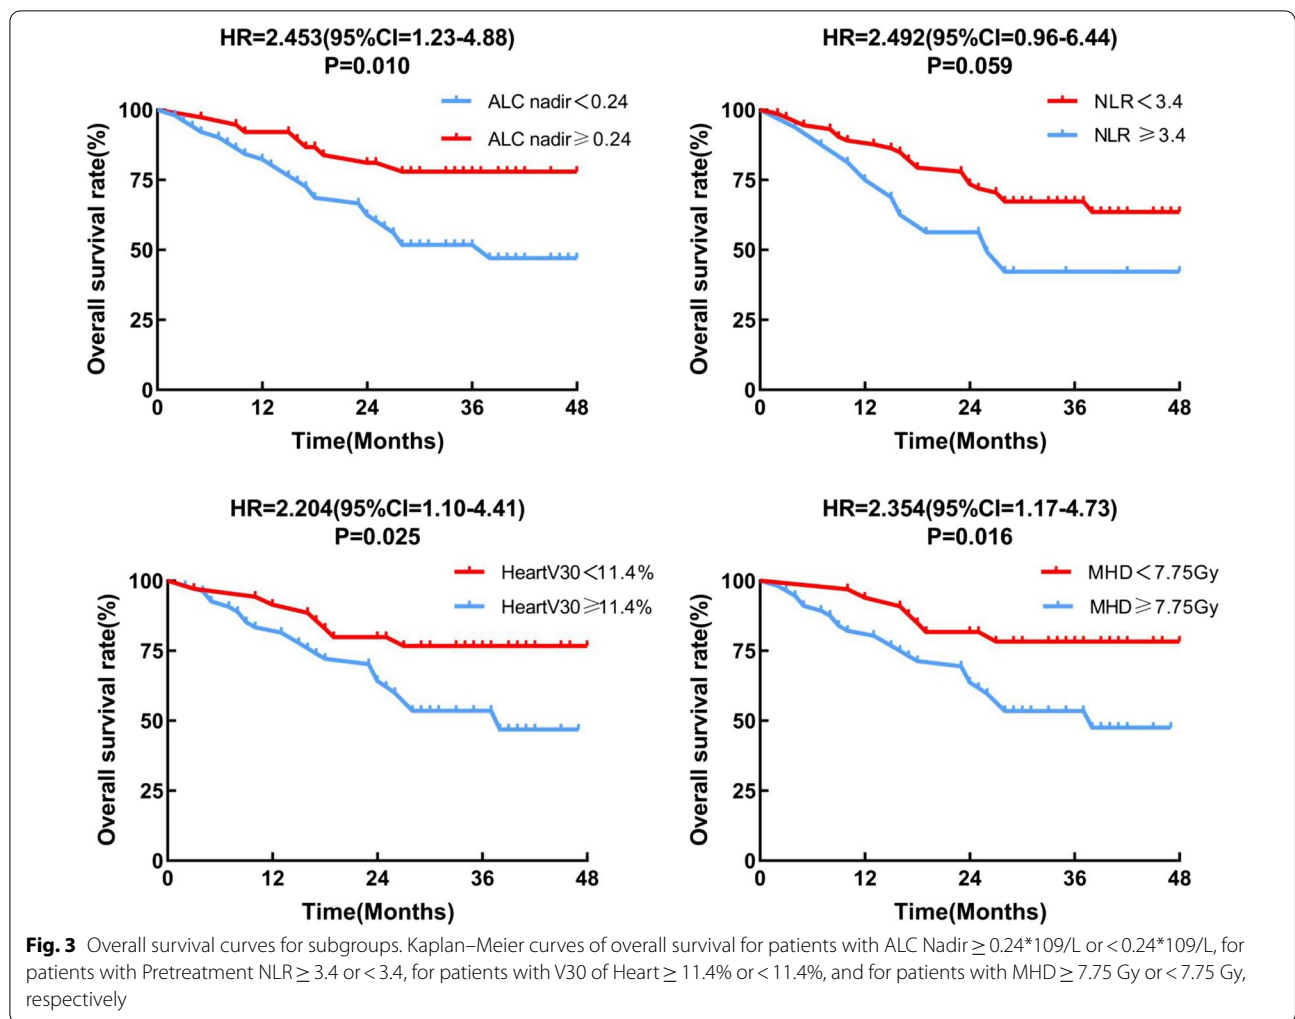 HR=2.453(95%CI=1.23-4.88)
P=0.010
ALC nadir<0.24
ALC nadir≥0.24
Overall survival rate(%)
100
75
50
25
0
0 12 24 36 48
Time(Months)
HR=2.492(95%CI=0.96-6.44)
P=0.059
NLR<3.4
NLR ≥3.4
Overall survival rate(%)
100
75
50
25
0
0 12 24 36 48
Time(Months)
HR=2.204(95%CI=1.10-4.41)
P=0.025
HeartV30<11.4%
HeartV30≥11.4%
Overall survival rate(%)
100
75
50
25
0
0 12 24 36 48
Time(Months)
HR=2.354(95%CI=1.17-4.73)
P=0.016
MHD<7.75Gy
MHD≥7.75Gy
Overall survival rate(%)
100
75
50
25
0
0 12 24 36 48
Time(Months)
Fig. 3 Overall survival curves for subgroups. Kaplan–Meier curves of overall survival for patients with ALC Nadir ≥ 0.24*109/L or < 0.24*109/L, for
patients with Pretreatment NLR ≥ 3.4 or < 3.4, for patients with V30 of Heart ≥ 11.4% or < 11.4%, and for patients with MHD ≥ 7.75 Gy or < 7.75 Gy,
respectively